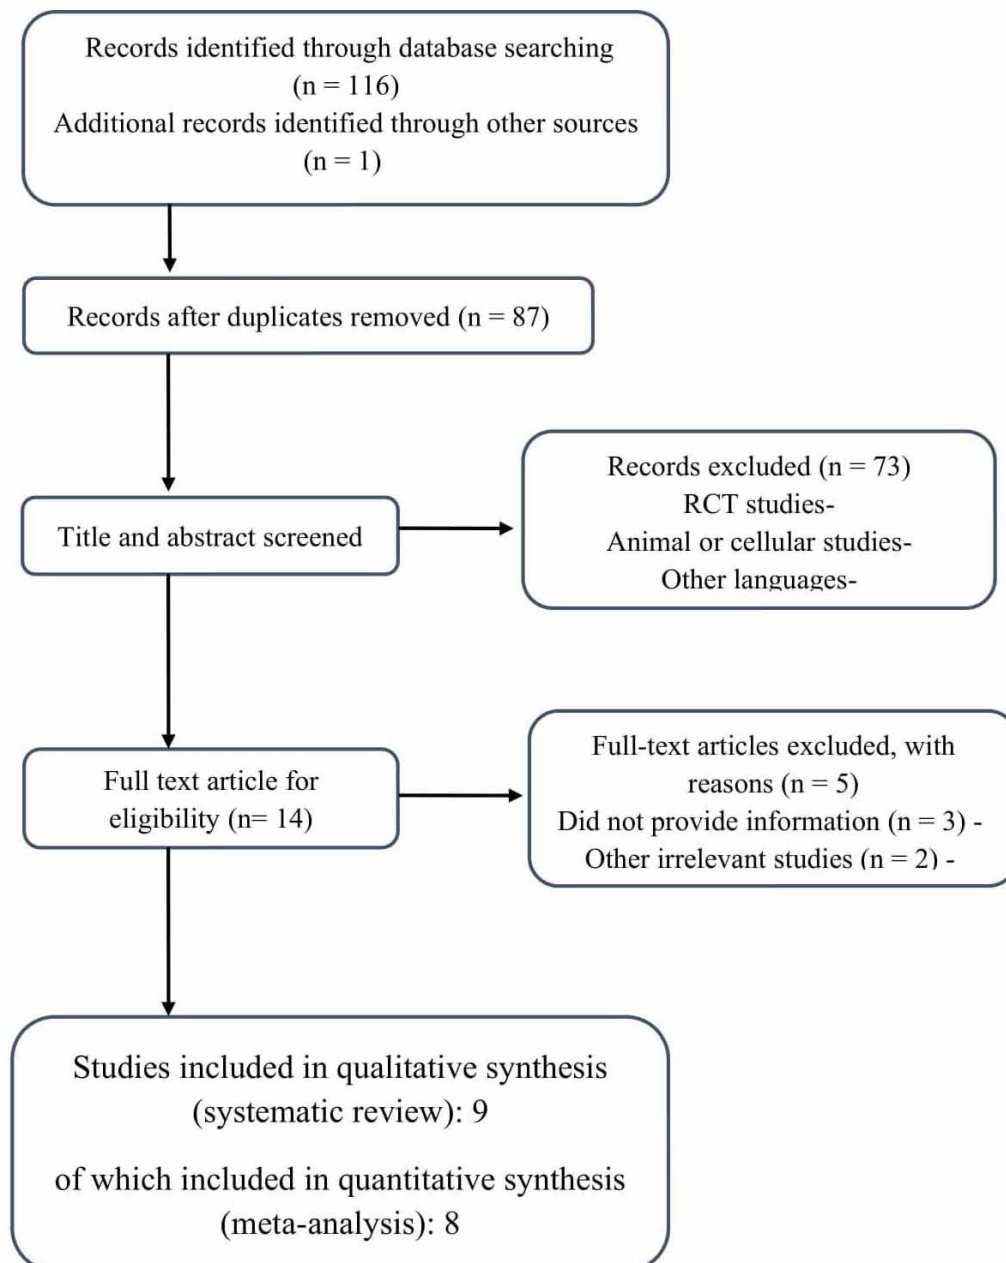 Records identified through database searching
(n = 116)
Additional records identified through other sources
(n = 1)
Records after duplicates removed (n = 87)
Records excluded (n = 73)
RCT studies-
Animal or cellular studies-
Other languages-
Title and abstract screened
Full-text articles excluded, with
reasons (n = 5)
Did not provide information (n = 3) -
Other irrelevant studies (n = 2) -
Full text article for
eligibility (n= 14)
Studies included in qualitative synthesis
(systematic review): 9
of which included in quantitative synthesis
(meta-analysis): 8